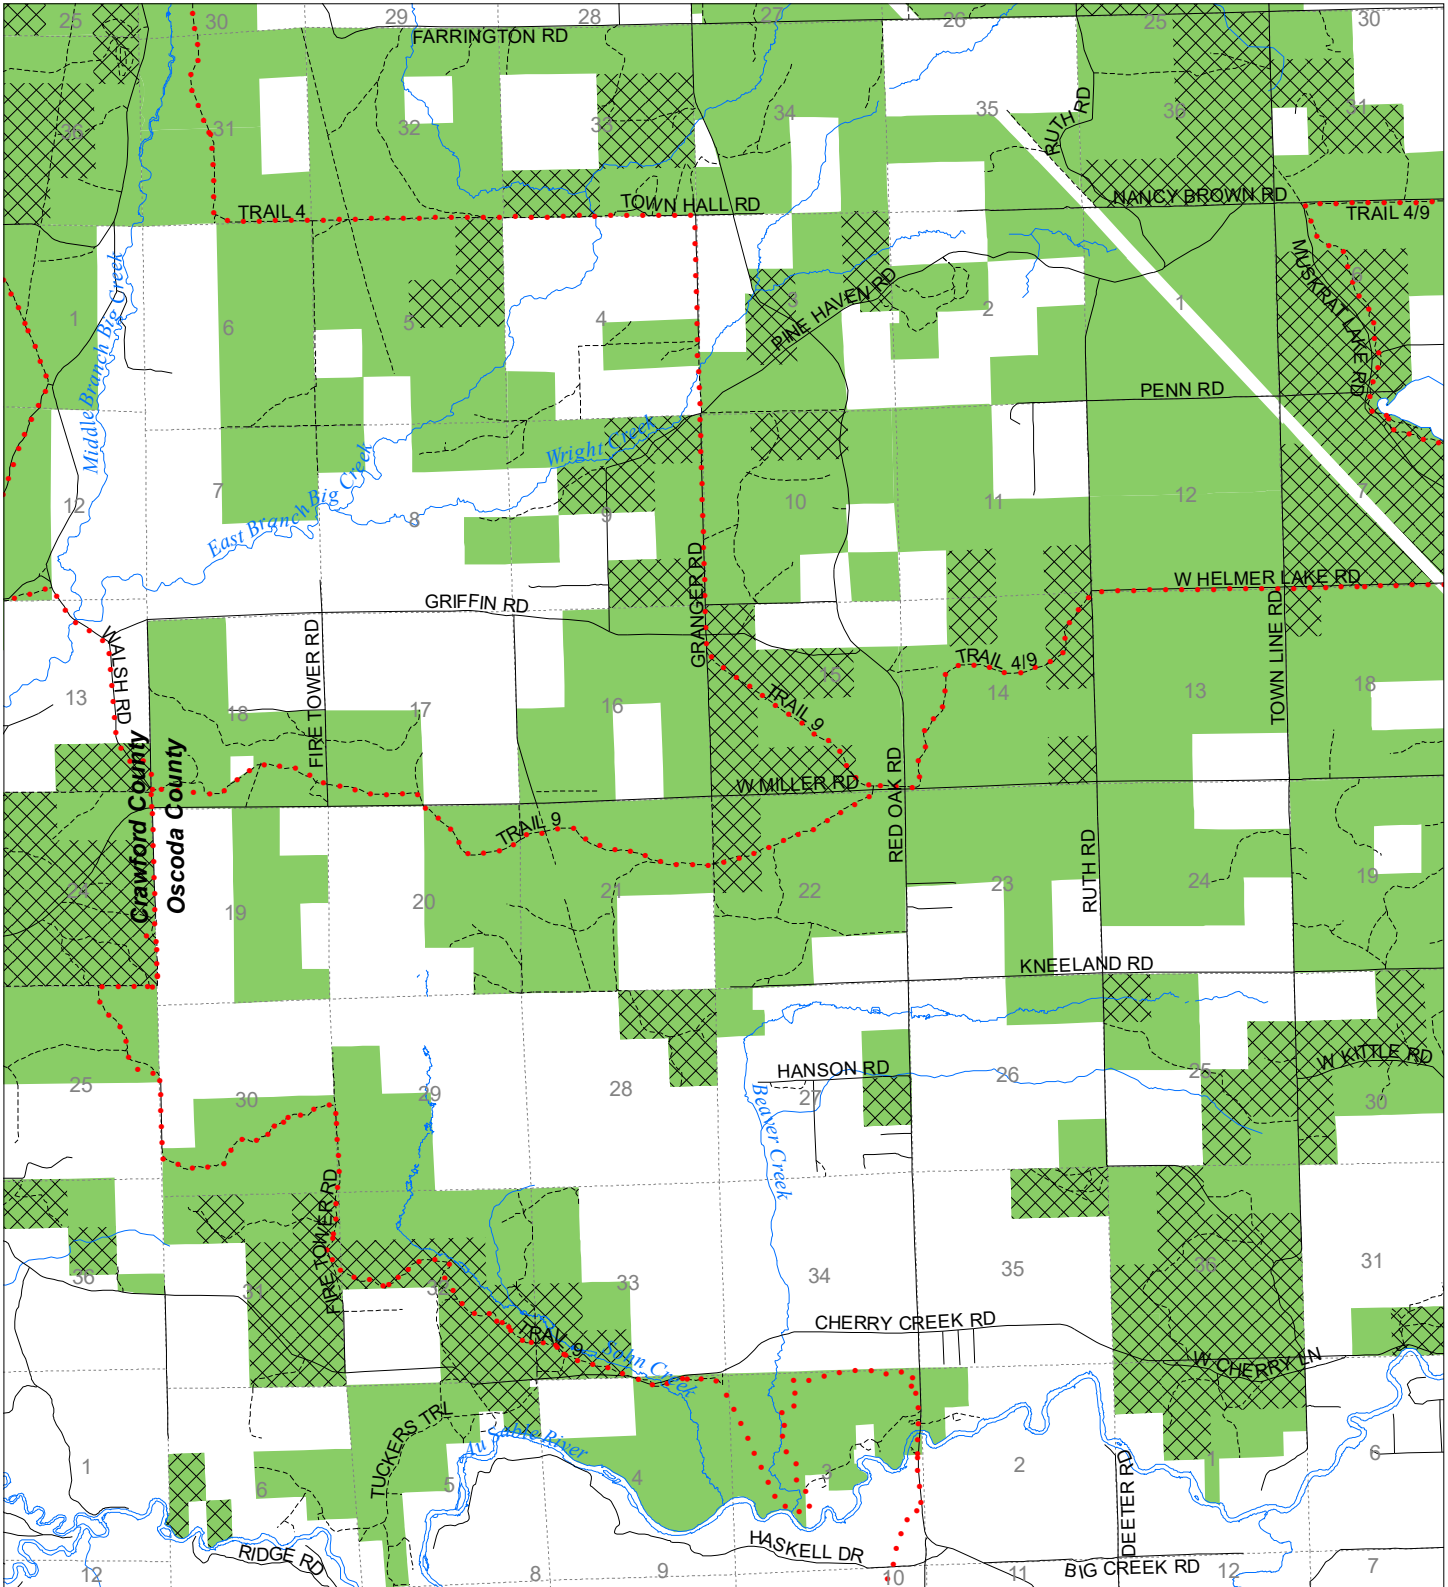 25
30
29
28
27
26
25
30
FARRINGTON RD
36
31
32
33
34
35
RUTH RD
36
31
TRAIL 4
TOWN HALL RD
NANCY BROWN RD
TRAIL 4/9
Middle Branch Big Creek
1
6
5
4
3
PINE HAVEN RD
2
1
6
MUSKRAT LAKE RD
PENN RD
12
7
East Branch Big Creek
8
Wright Creek
9
10
11
12
7
GRIFFIN RD
GRANGER RD
W HELMER LAKE RD
TOWN LINE RD
13
WALSH RD
18
FIRE TOWER RD
17
16
15
TRAIL 9
TRAIL 4/9
14
13
18
Crawford County
Oscoda County
W MILLER RD
RED OAK RD
TRAIL 9
RUTH RD
24
19
20
21
22
23
24
19
KNEELAND RD
25
30
29
28
HANSON RD
27
26
25
W KITTLE RD
30
Beaver Creek
FIRE TOWER RD
36
31
32
33
34
35
36
31
TRAIL 9
Sohn Creek
CHERRY CREEK RD
W CHERRY LN
TUCKERS TRL
Au Sable River
1
6
5
4
3
2
DEETER RD
1
6
RIDGE RD
HASKELL DR
BIG CREEK RD
12
8
9
10
11
12
7